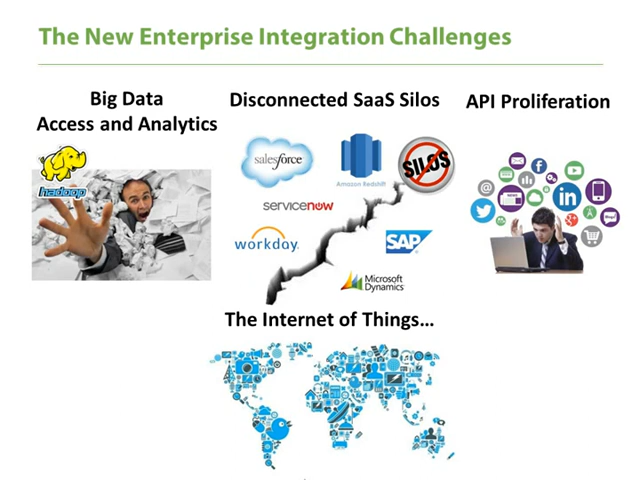 The New Enterprise Integration Challenges
Big Data
Access and Analytics
Disconnected SaaS Silos
API Proliferation
hadoop
salesforce
Amazon Redshift
SILOS
servicenow
workday.
SAP
Microsoft
Dynamics
in
The Internet of Things…